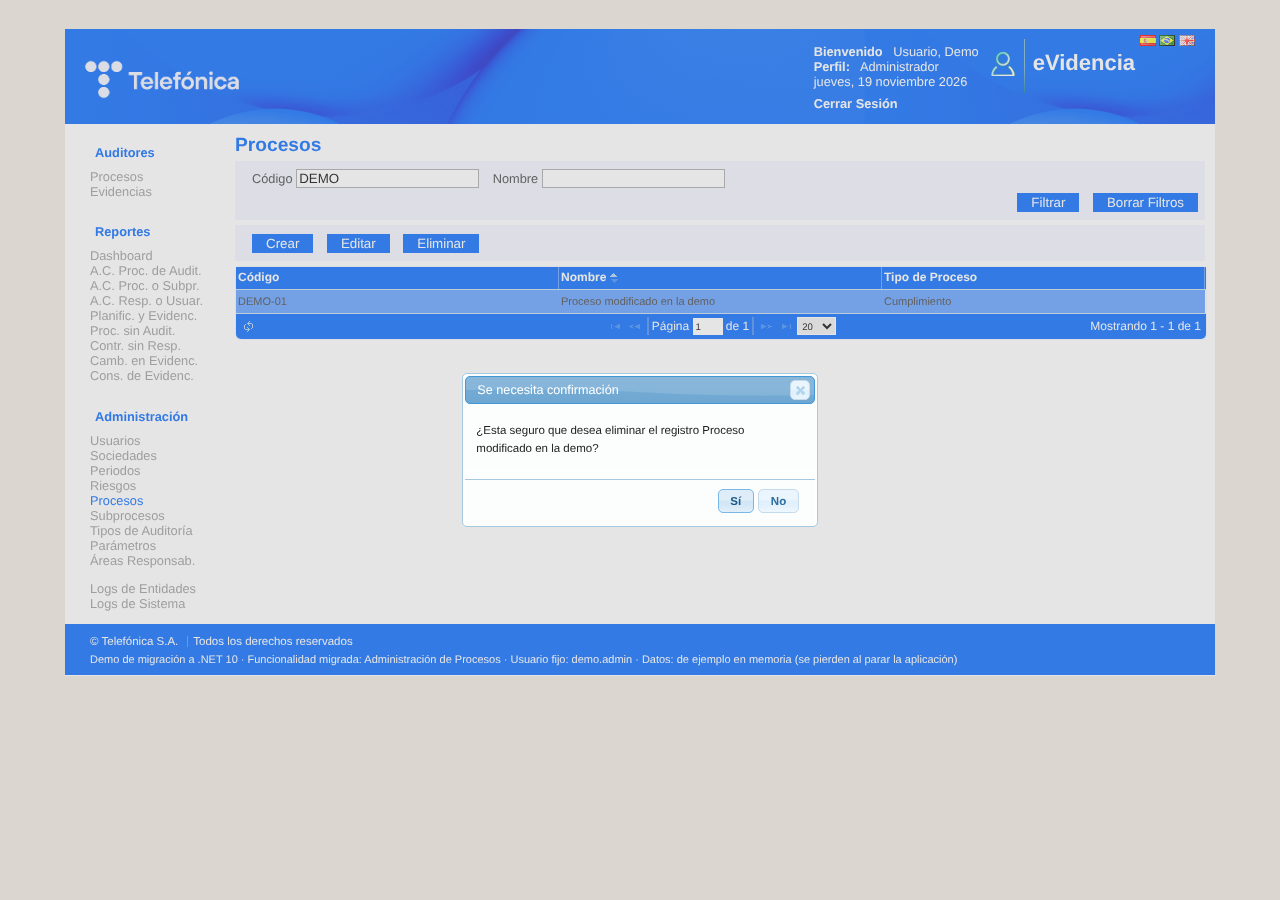 Telefónica
Bienvenido Usuario, Demo
Perfil: Administrador
jueves, 19 noviembre 2026
Cerrar Sesión
eVidencia
Auditores
Procesos
Evidencias
Reportes
Dashboard
A.C. Proc. de Audit.
A.C. Proc. o Subpr.
A.C. Resp. o Usuar.
Planific. y Evidenc.
Proc. sin Audit.
Contr. sin Resp.
Camb. en Evidenc.
Cons. de Evidenc.
Administración
Usuarios
Sociedades
Periodos
Riesgos
Procesos
Subprocesos
Tipos de Auditoría
Parámetros
Áreas Responsab.
Logs de Entidades
Logs de Sistema
Procesos
Código DEMO Nombre
Filtrar Borrar Filtros
Crear Editar Eliminar
Código Nombre Tipo de Proceso
DEMO-01 Proceso modificado en la demo Cumplimiento
Página 1 de 1 20 Mostrando 1 - 1 de 1
Se necesita confirmación
¿Esta seguro que desea eliminar el registro Proceso
modificado en la demo?
Sí No
© Telefónica S.A. | Todos los derechos reservados
Demo de migración a .NET 10 · Funcionalidad migrada: Administración de Procesos · Usuario fijo: demo.admin · Datos: de ejemplo en memoria (se pierden al parar la aplicación)